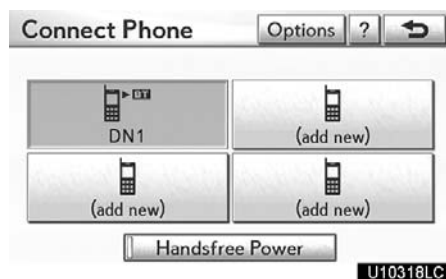 Connect Phone Options ?
BT
DN1 (add new)
(add new) (add new)
Handsfree Power
U10318LC